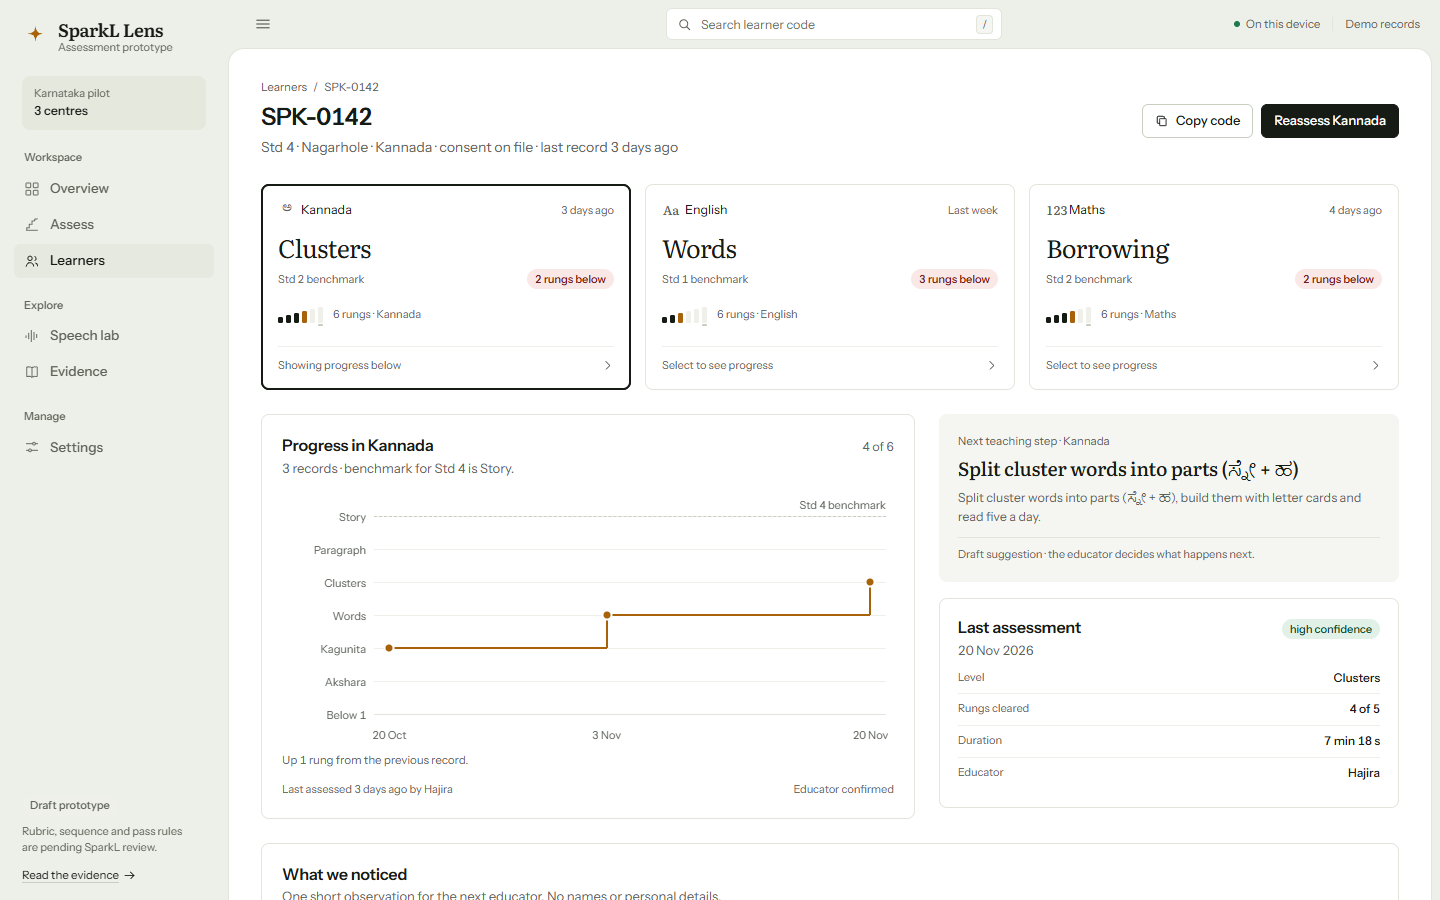 SparkL Lens
Assessment prototype
Search learner code
/
On this device
Demo records
Karnataka pilot
3 centres
Workspace
Overview
Assess
Learners
Explore
Speech lab
Evidence
Manage
Settings
Draft prototype
Rubric, sequence and pass rules
are pending SparkL review.
Read the evidence →
Learners / SPK-0142
SPK-0142
Std 4 · Nagarhole · Kannada · consent on file · last record 3 days ago
Copy code
Reassess Kannada
ಅ Kannada
3 days ago
Clusters
Std 2 benchmark
2 rungs below
6 rungs · Kannada
Showing progress below
Aa English
Last week
Words
Std 1 benchmark
3 rungs below
6 rungs · English
Select to see progress
123 Maths
4 days ago
Borrowing
Std 2 benchmark
2 rungs below
6 rungs · Maths
Select to see progress
Progress in Kannada
4 of 6
3 records · benchmark for Std 4 is Story.
Std 4 benchmark
Story
Paragraph
Clusters
Words
Kagunita
Akshara
Below 1
20 Oct
3 Nov
20 Nov
Up 1 rung from the previous record.
Last assessed 3 days ago by Hajira
Educator confirmed
Next teaching step · Kannada
Split cluster words into parts (ಸ್ನೇ + ಹ)
Split cluster words into parts (ಸ್ನೇ + ಹ), build them with letter cards and
read five a day.
Draft suggestion · the educator decides what happens next.
Last assessment
high confidence
20 Nov 2026
Level
Clusters
Rungs cleared
4 of 5
Duration
7 min 18 s
Educator
Hajira
What we noticed
One short observation for the next educator. No names or personal details.